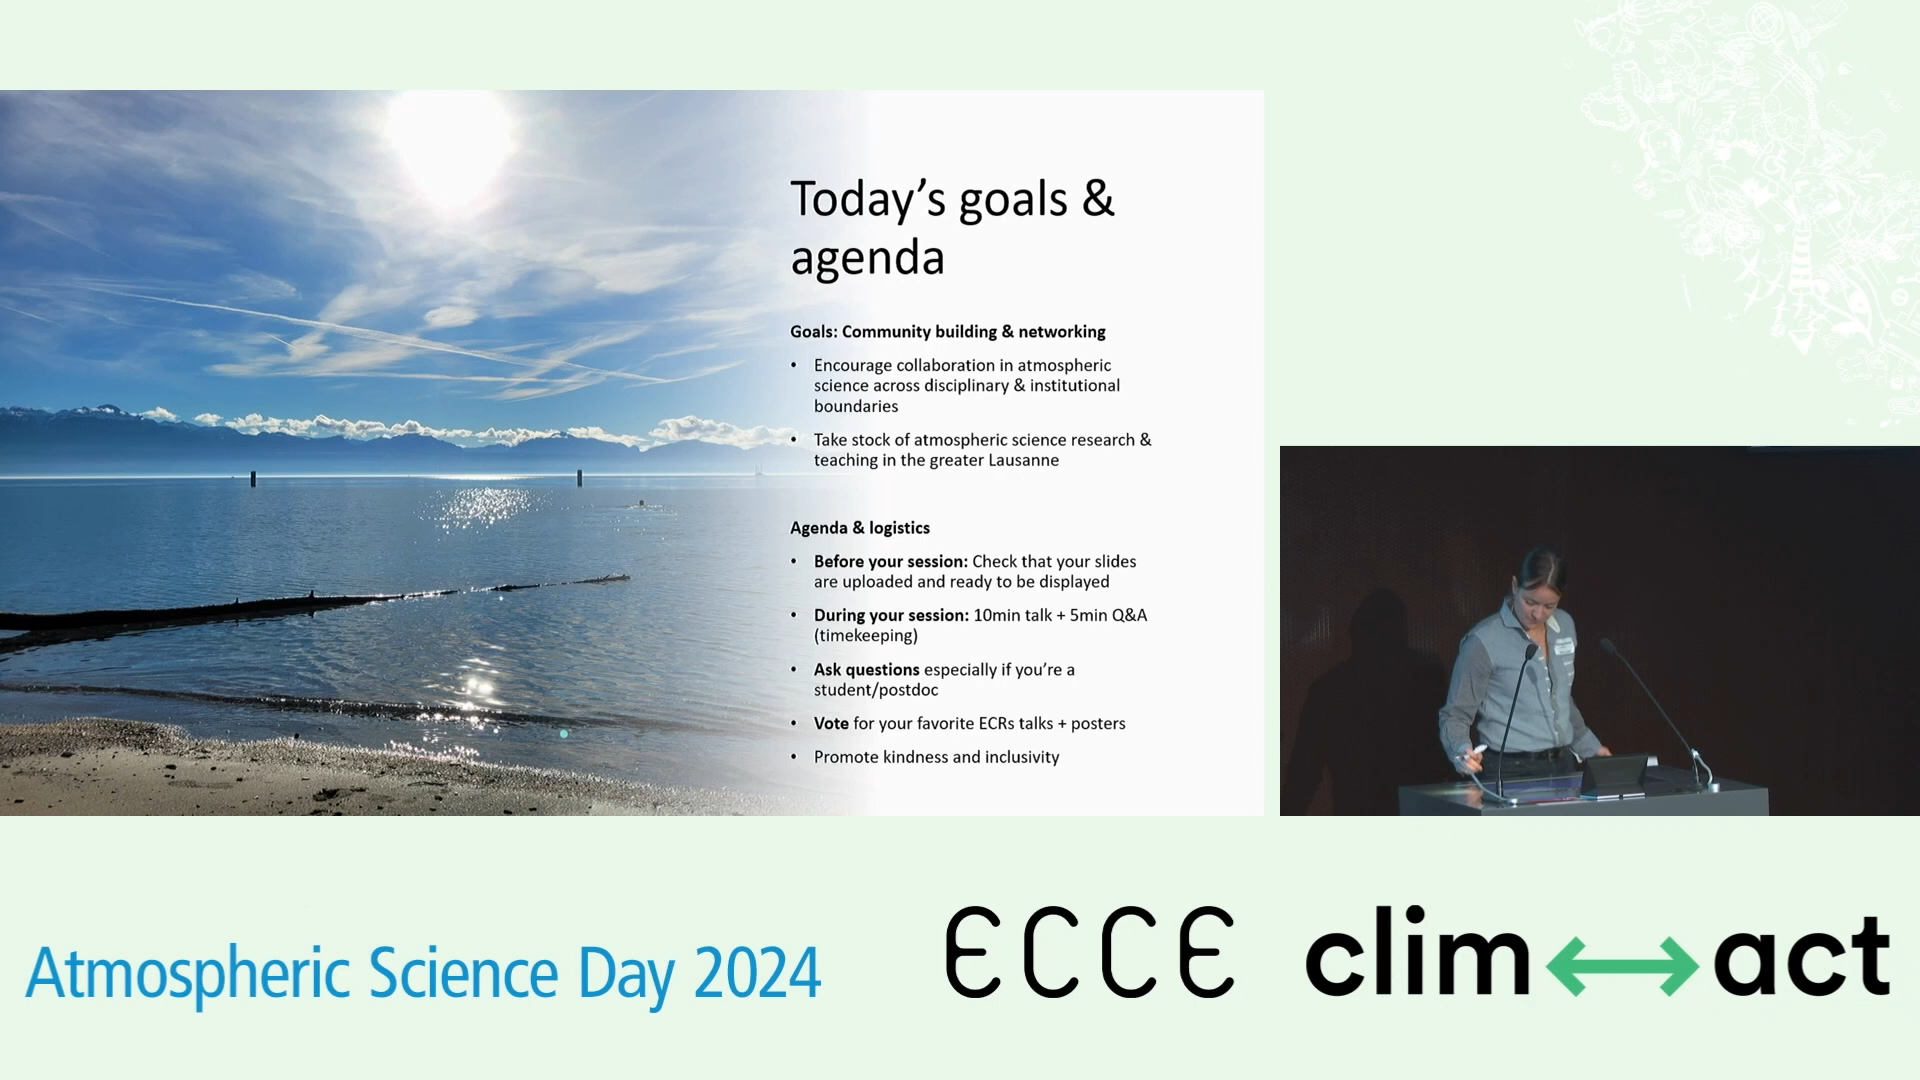 Today’s goals &
agenda
Goals: Community building & networking
• Encourage collaboration in atmospheric
science across disciplinary & institutional
boundaries
• Take stock of atmospheric science research &
teaching in the greater Lausanne
Agenda & logistics
• Before your session: Check that your slides
are uploaded and ready to be displayed
• During your session: 10min talk + 5min Q&A
(timekeeping)
• Ask questions especially if you’re a
student/postdoc
• Vote for your favorite ECRs talks + posters
• Promote kindness and inclusivity
Atmospheric Science Day 2024
ECCE
clim act